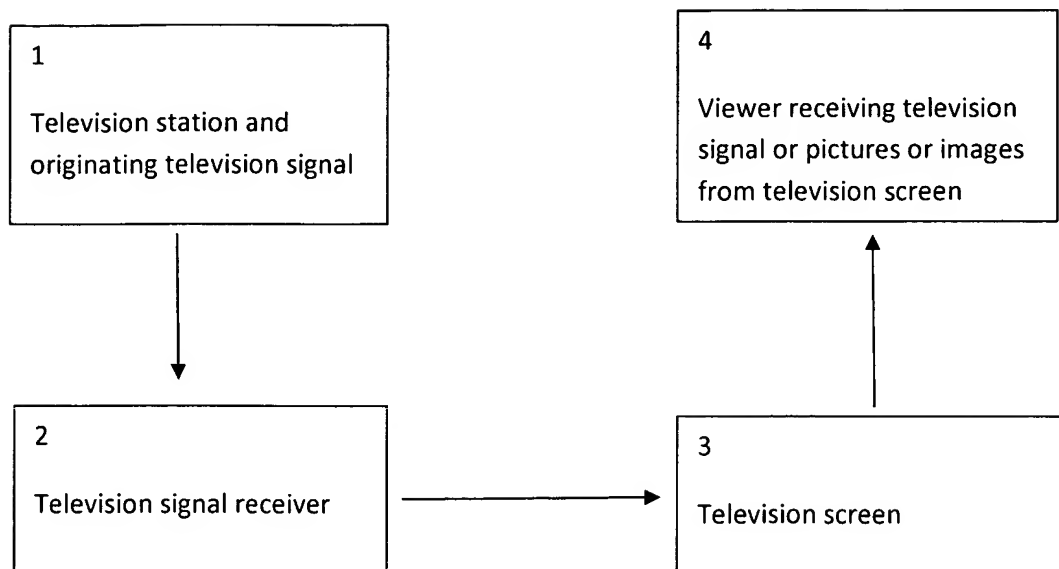 1
Television station and
originating television signal
2
Television signal receiver
3
Television screen
4
Viewer receiving television
signal or pictures or images
from television screen